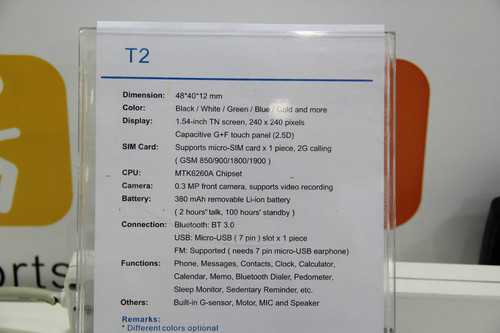 T2
Dimension: 48*40*12 mm
Color: Black / White / Green / Blue / Gold and more
Display: 1.54-inch TN screen, 240 x 240 pixels
Capacitive G+F touch panel (2.5D)
SIM Card: Supports micro-SIM card x 1 piece, 2G calling
( GSM 850/900/1800/1900 )
CPU: MTK6260A Chipset
Camera: 0.3 MP front camera, supports video recording
Battery: 380 mAh removable Li-ion battery
( 2 hours' talk, 100 hours' standby )
Connection: Bluetooth: BT 3.0
USB: Micro-USB ( 7 pin ) slot x 1 piece
FM: Supported ( needs 7 pin micro-USB earphone)
Functions: Phone, Messages, Contacts, Clock, Calculator,
Calendar, Memo, Bluetooth Dialer, Pedometer,
Sleep Monitor, Sedentary Reminder, etc.
Others: Built-in G-sensor, Motor, MIC and Speaker
Remarks:
* Different colors optional
orts